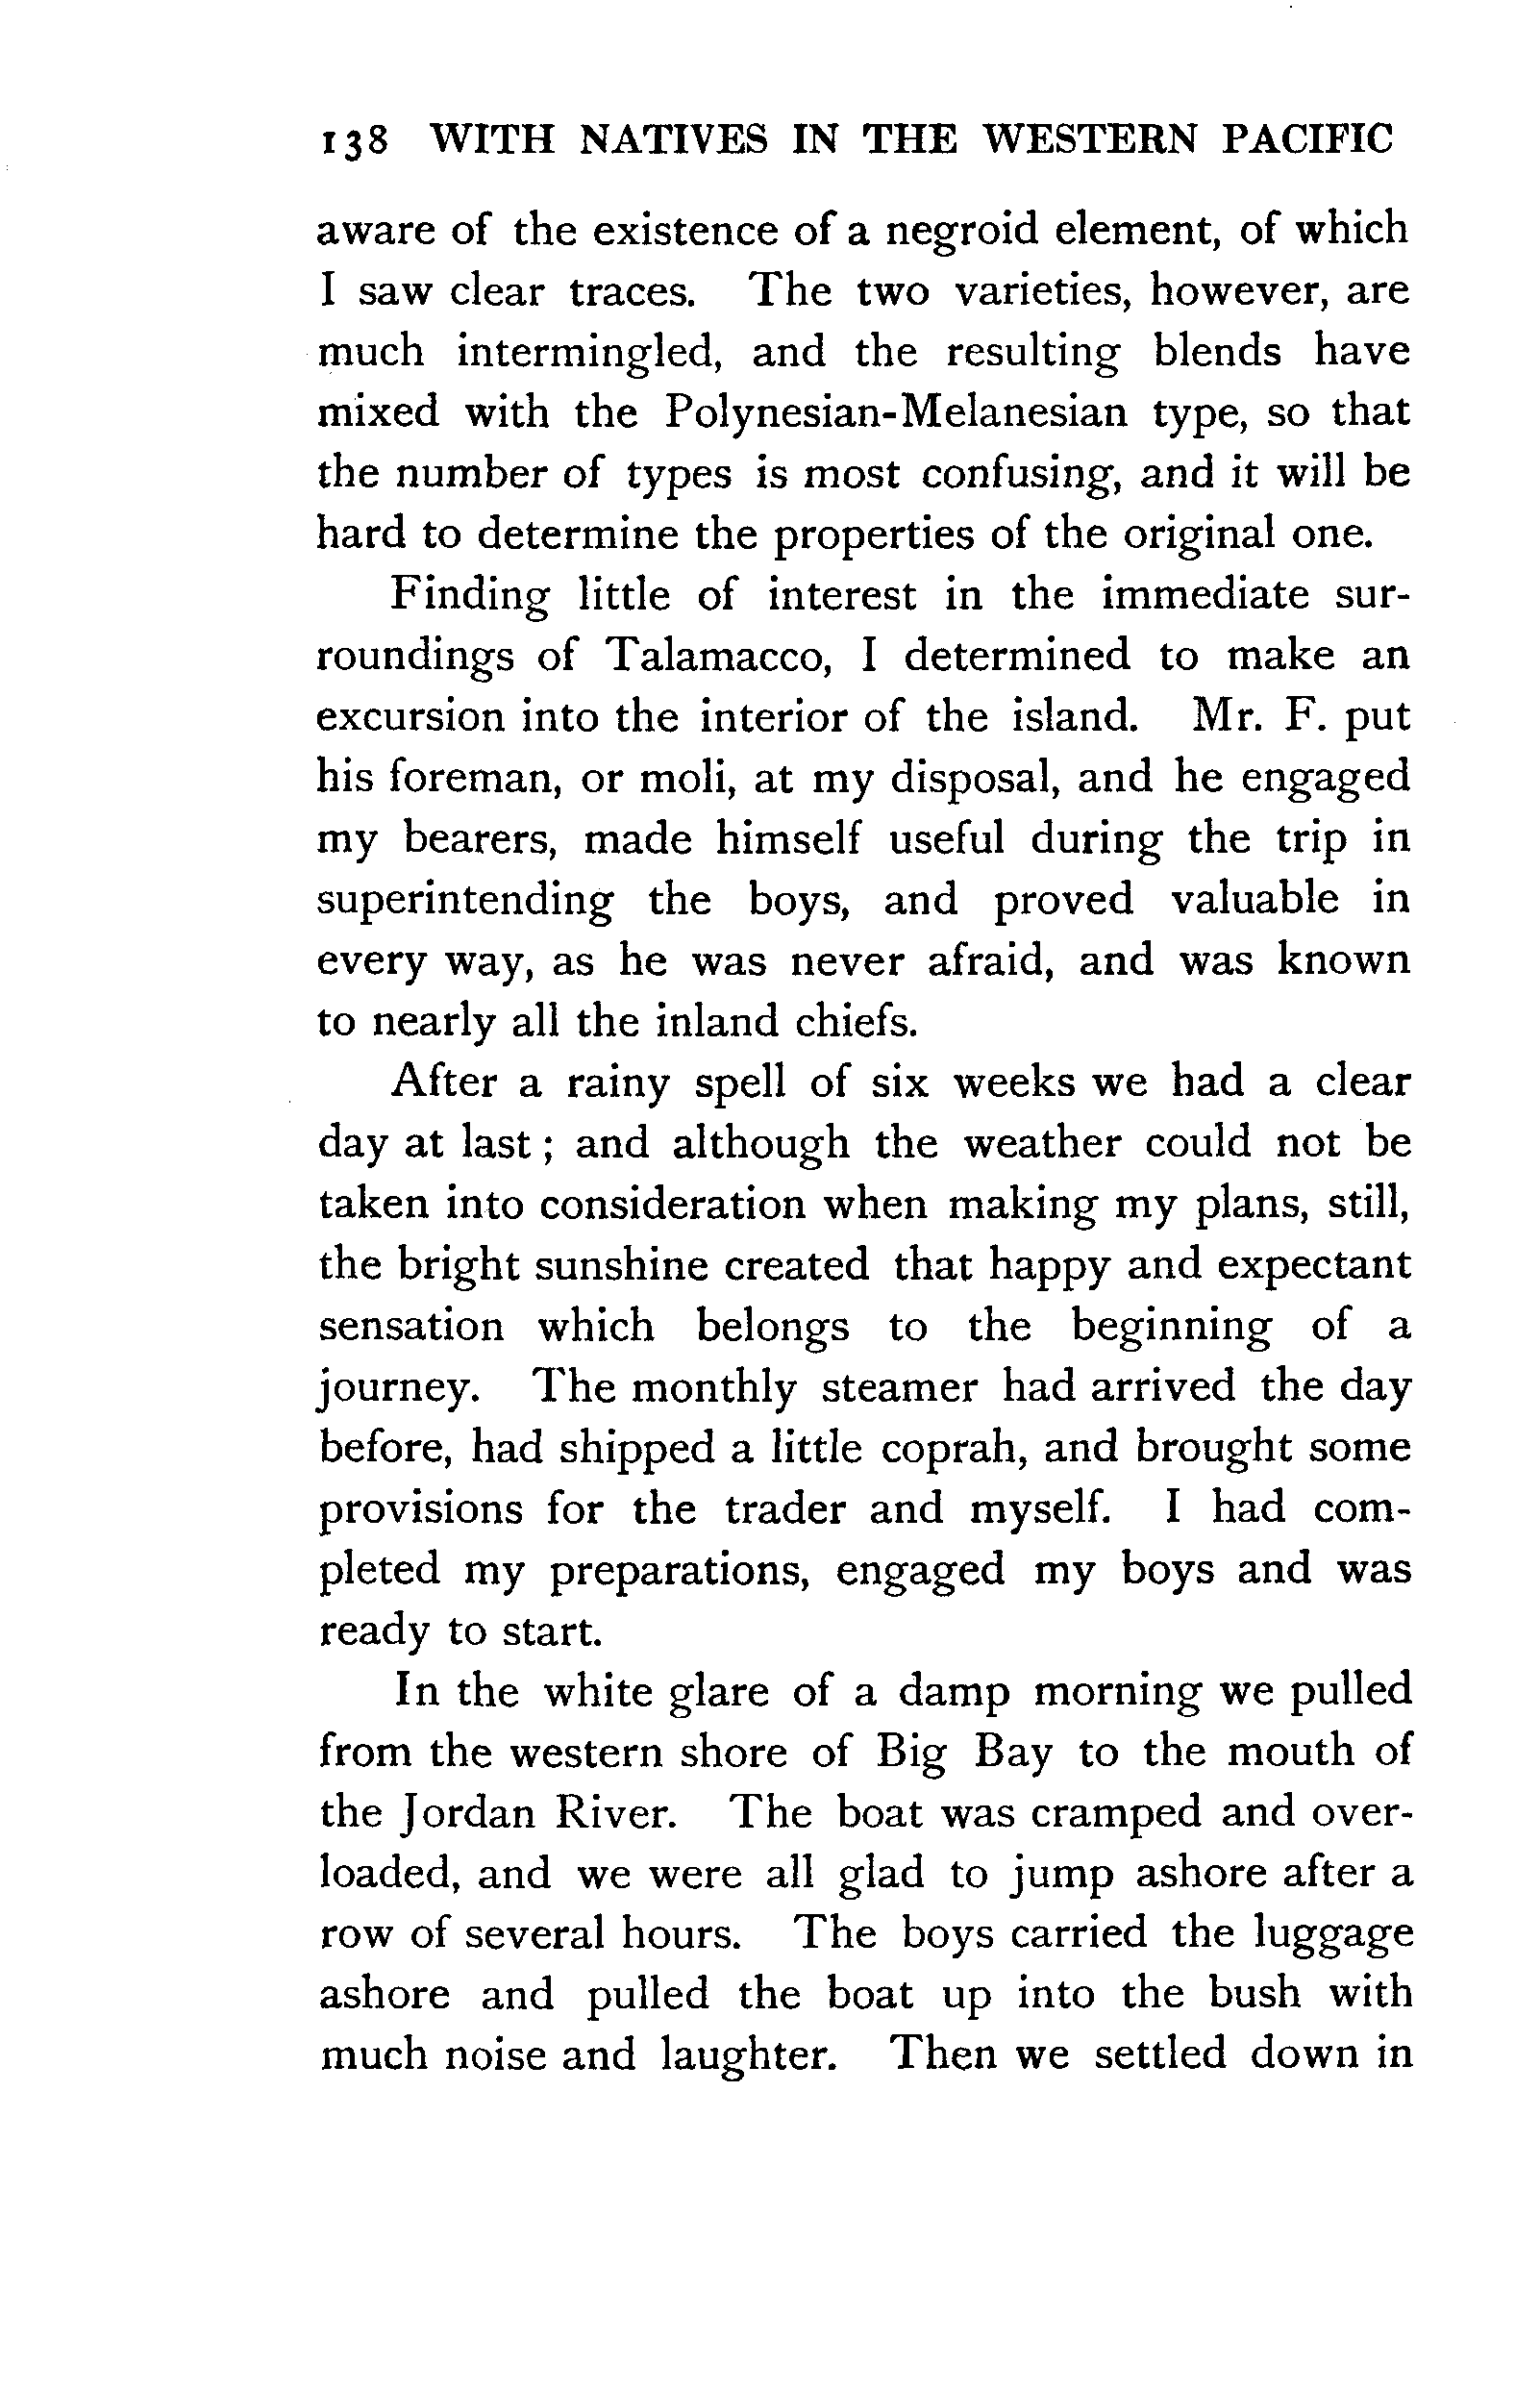 138 WITH NATIVES IN THE WESTERN PACIFIC
aware of the existence of a negroid element, of which
I saw clear traces. The two varieties, however, are
much intermingled, and the resulting blends have
mixed with the Polynesian-Melanesian type, so that
the number of types is most confusing, and it will be
hard to determine the properties of the original one.
Finding little of interest in the immediate sur-
roundings of Talamacco, I determined to make an
excursion into the interior of the island. Mr. F. put
his foreman, or moli, at my disposal, and he engaged
my bearers, made himself useful during the trip in
superintending the boys, and proved valuable in
every way, as he was never afraid, and was known
to nearly all the inland chiefs.
After a rainy spell of six weeks we had a clear
day at last ; and although the weather could not be
taken into consideration when making my plans, still,
the bright sunshine created that happy and expectant
sensation which belongs to the beginning of a
journey. The monthly steamer had arrived the day
before, had shipped a little coprah, and brought some
provisions for the trader and myself. I had com-
pleted my preparations, engaged my boys and was
ready to start.
In the white glare of a damp morning we pulled
from the western shore of Big Bay to the mouth of
the Jordan River. The boat was cramped and over-
loaded, and we were all glad to jump ashore after a
row of several hours. The boys carried the luggage
ashore and pulled the boat up into the bush with
much noise and laughter. Then we settled down in